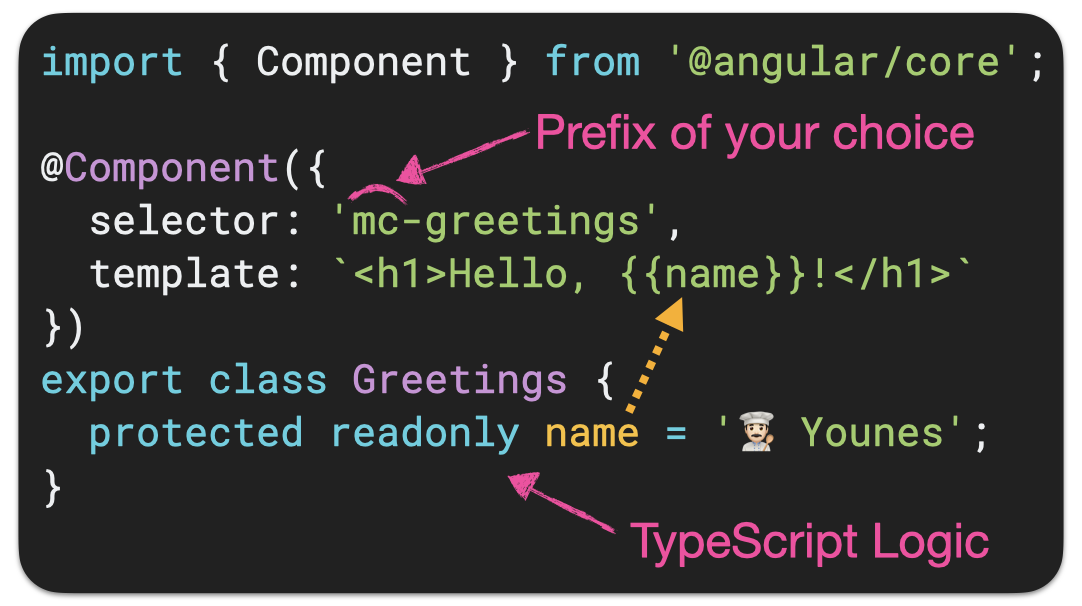 import { Component } from '@angular/core';
Prefix of your choice
@Component({
  selector: 'mc-greetings',
  template: `<h1>Hello, {{name}}!</h1>`
})
export class Greetings {
  protected readonly name = '👨🏻‍🍳 Younes';
}
TypeScript Logic